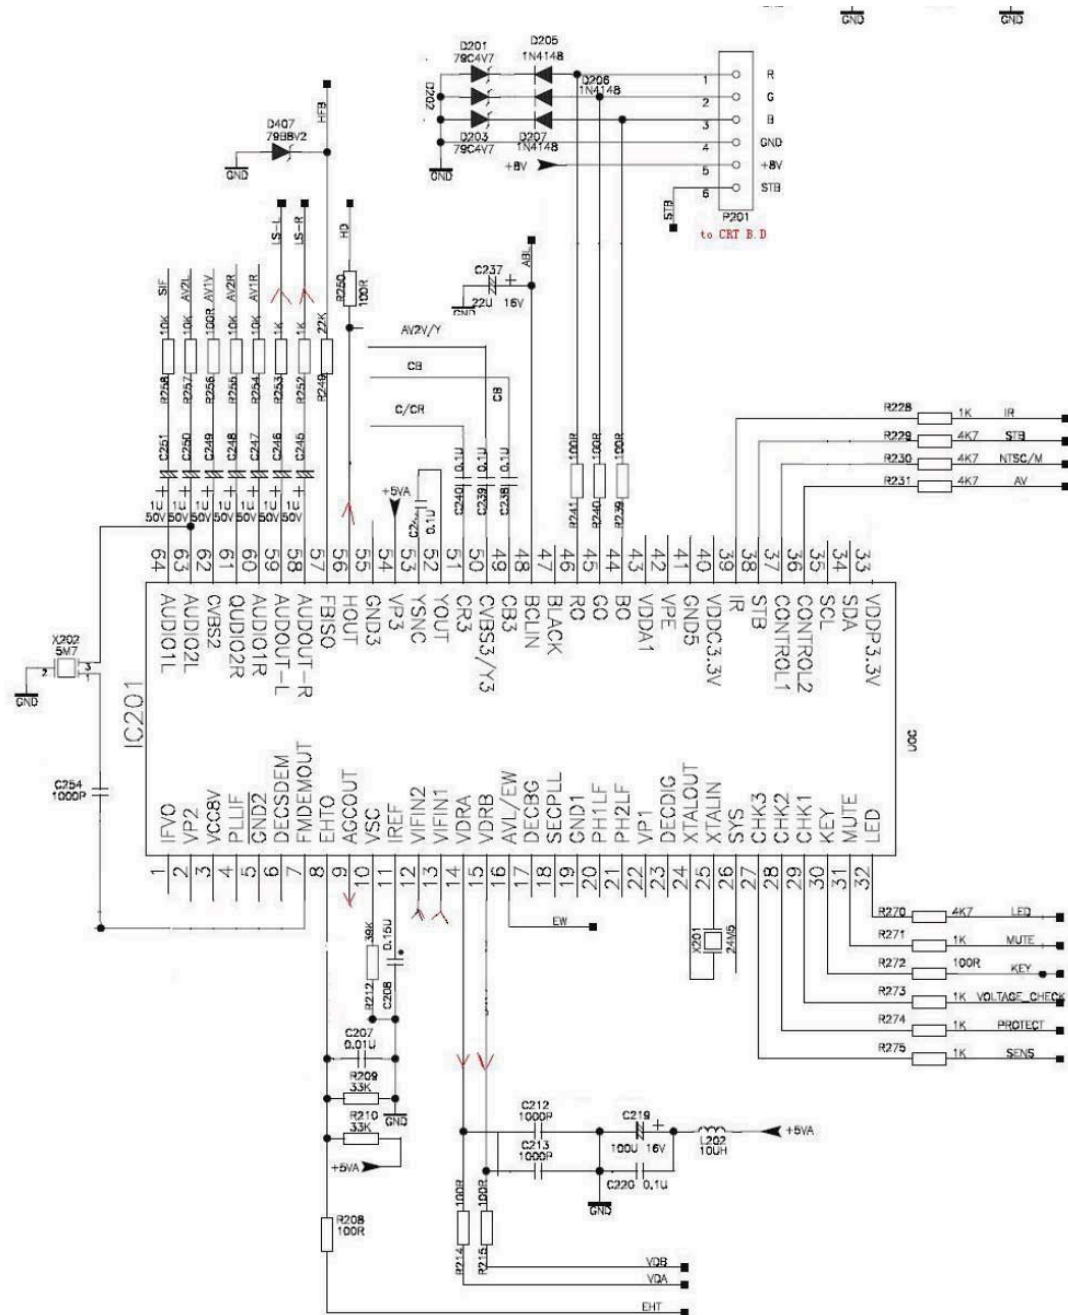 GND
GND
D201
79C4V7
D205
1N4148
D206
1N4148
D202
D203
79C4V7
D207
1N4148
1
2
3
4
5
6
R
G
B
GND
+8V
STB
GND
+8V
STB
P201
to CRT B.D
D407
79B8V2
GND
HFB
LS-L
LS-R
HD
R250
100R
ABL
C237
22U
16V
GND
SIF
AV2L
AV1V
AV2R
AV1R
10K
10K
100R
10K
10K
1K
1K
22K
R258
R257
R256
R255
R254
R253
R252
R249
AV2V/Y
CB
CB
C/CR
C251
C250
C249
C248
C247
C246
C245
50V
50V
50V
50V
50V
50V
50V
+5VA
0.1U
C240
0.1U
C239
0.1U
C238
0.1U
100R
100R
100R
R241
R240
R239
R228
1K
IR
R229
4K7
STB
R230
4K7
NTSC/M
R231
4K7
AV
64
63
62
61
60
59
58
57
56
55
54
53
52
51
50
49
48
47
46
45
44
43
42
41
40
39
38
37
36
35
34
33
AUDIO1L
AUDIO2L
CVBS2
QUDIO2R
AUDIO1R
AUDOUT-L
AUDOUT-R
FBISO
HOUT
GND3
VP3
YSNC
YOUT
CR3
CVBS3/Y3
CB3
BCLIN
BLACK
RO
GO
BO
VDDA1
VPE
GND5
VDDC3.3V
IR
STB
CONTROL1
CONTROL2
SCL
SDA
VDDP3.3V
X202
5M7
2
3
1
GND
IC201
UOC
C254
1000P
IFVO
VP2
VCC8V
PLLIF
GND2
DECSDEM
FMDEMOUT
EHTO
AGCOUT
VSC
IREF
VIFIN2
VIFIN1
VDRA
VDRB
AVL/EW
DECBG
SECPLL
GND1
PH1LF
PH2LF
VP1
DECDIG
XTALOUT
XTALIN
SYS
CHK3
CHK2
CHK1
KEY
MUTE
LED
1
2
3
4
5
6
7
8
9
10
11
12
13
14
15
16
17
18
19
20
21
22
23
24
25
26
27
28
29
30
31
32
EW
X201
24M5
39K
R212
0.15U
C208
R270
4K7
LED
R271
1K
MUTE
R272
100R
KEY
R273
1K
VOLTAGE_CHECK
R274
1K
PROTECT
R275
1K
SENS
C207
0.01U
R209
33K
R210
33K
GND
+5VA
C212
1000P
C213
1000P
C219
100U
16V
C220
0.1U
L202
10UH
+5VA
GND
R208
100R
100R
R214
100R
R215
VDB
VDA
EHT